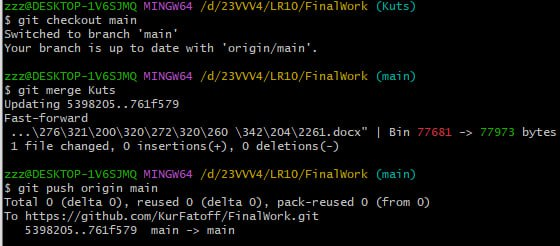 zzz@DESKTOP-1V6SJMQ MINGW64 /d/23VVV4/LR10/FinalWork (Kuts)
$ git checkout main
Switched to branch 'main'
Your branch is up to date with 'origin/main'.
zzz@DESKTOP-1V6SJMQ MINGW64 /d/23VVV4/LR10/FinalWork (main)
$ git merge Kuts
Updating 5398205..761f579
Fast-forward
...\276\321\200\320\272\320\260 \342\204\2261.docx" | Bin 77681 -> 77973 bytes
1 file changed, 0 insertions(+), 0 deletions(-)
zzz@DESKTOP-1V6SJMQ MINGW64 /d/23VVV4/LR10/FinalWork (main)
$ git push origin main
Total 0 (delta 0), reused 0 (delta 0), pack-reused 0 (from 0)
To https://github.com/KurFatoff/FinalWork.git
5398205..761f579  main -> main